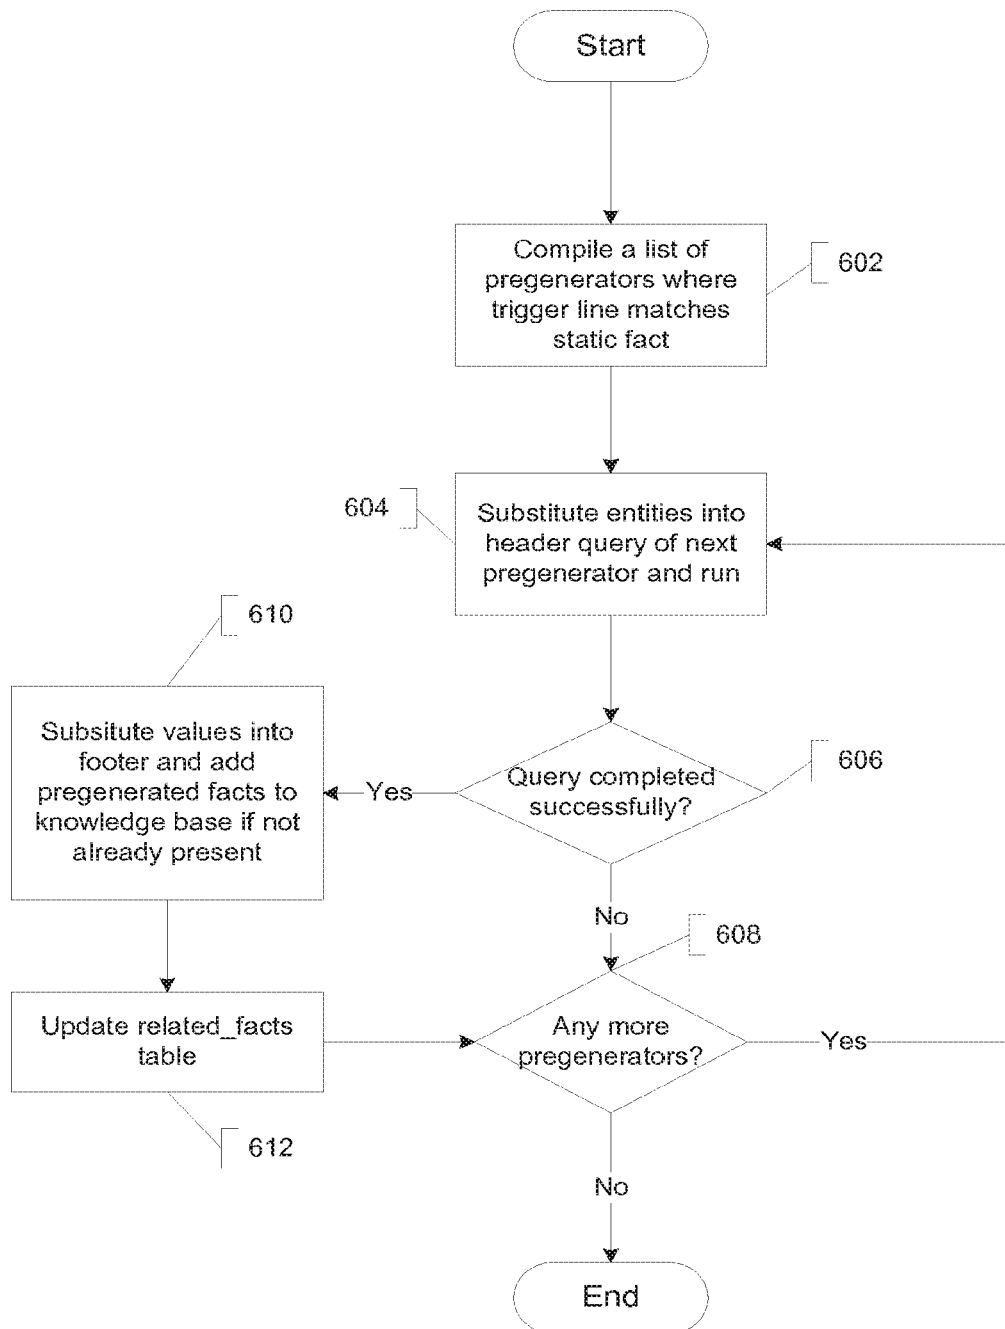 Start
Compile a list of
pregenerators where
trigger line matches
static fact
602
604
Substitute entities into
header query of next
pregenerator and run
610
Subsitute values into
footer and add
pregenerated facts to
knowledge base if not
already present
Yes
Query completed
successfully?
606
No
608
Update related_facts
table
Any more
pregenerators?
Yes
612
No
End